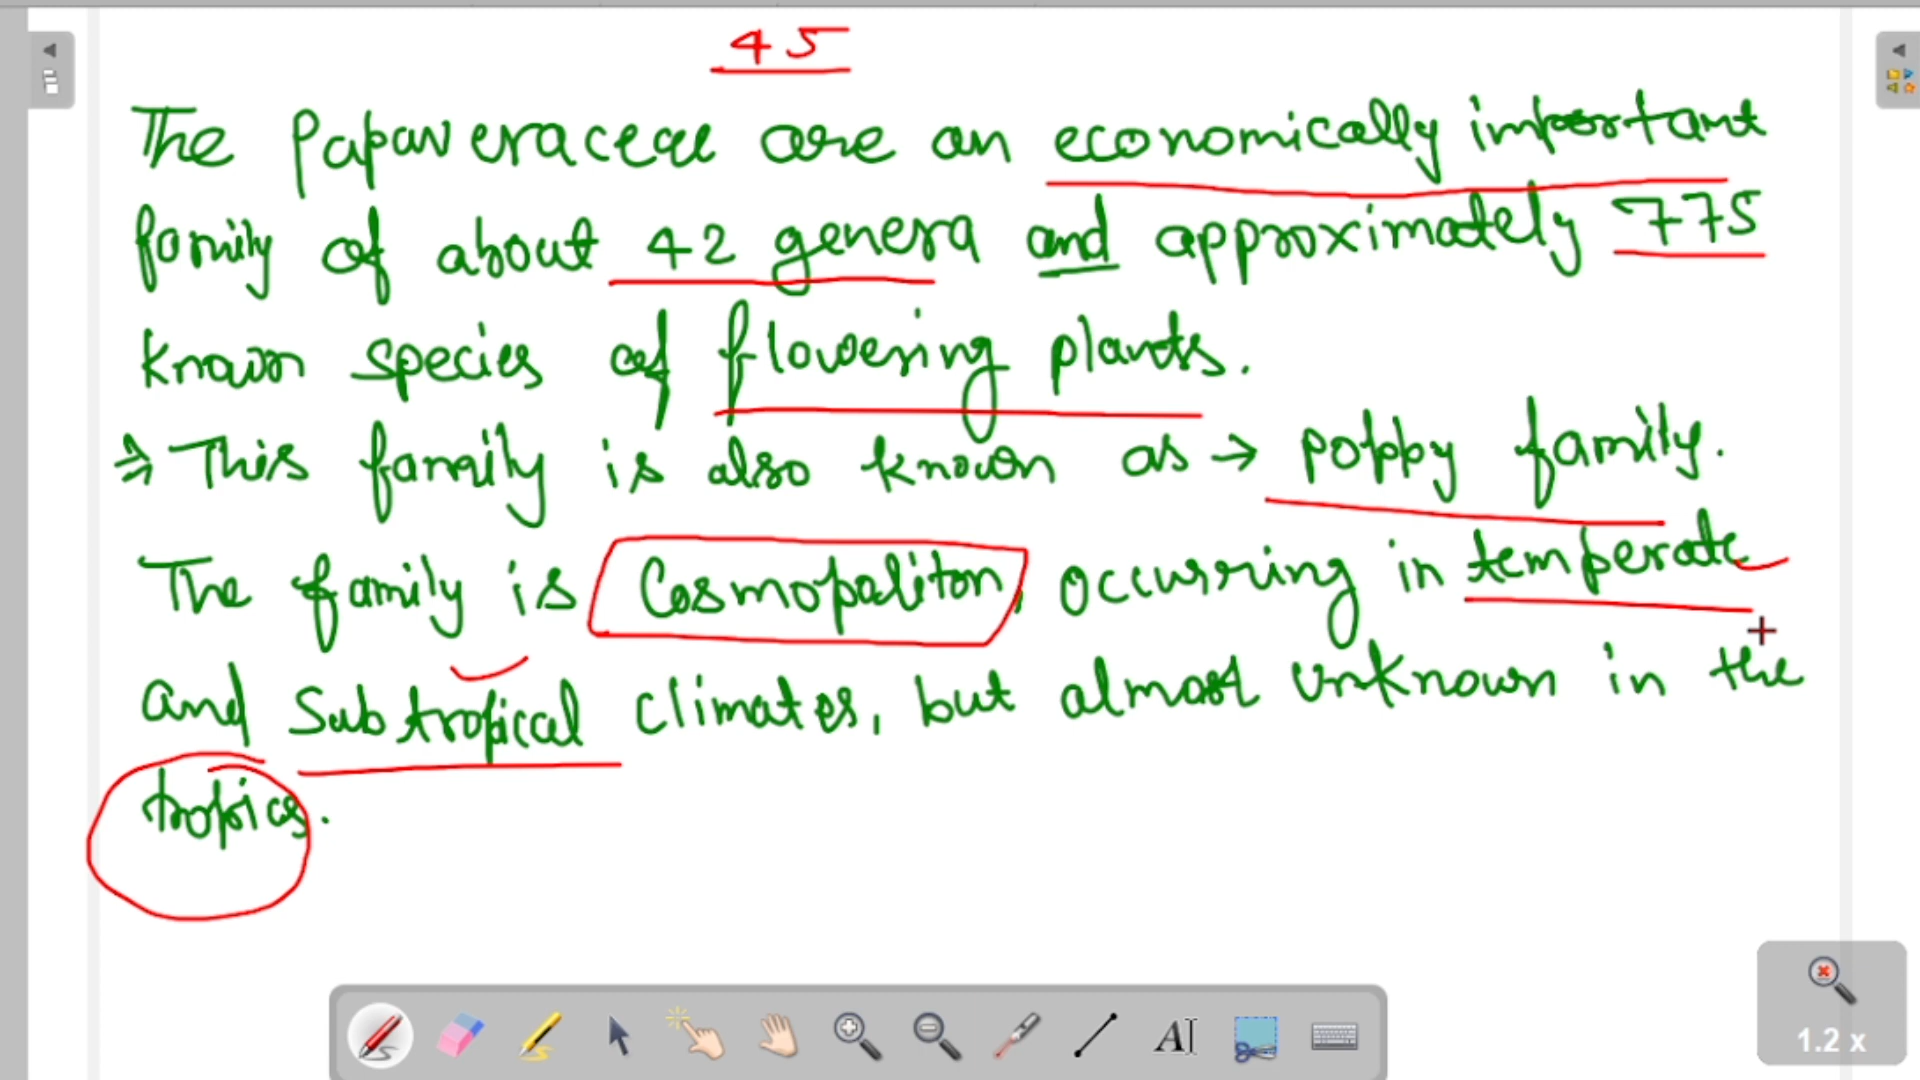 45
The Papaveraceae are an economically important
family of about 42 genera and approximately 775
known species of flowering plants.
⇒ This family is also known as → poppy family.
The family is Cosmopolitan, occurring in temperate
and Subtropical climates, but almost unknown in the
tropics.
1.2 x